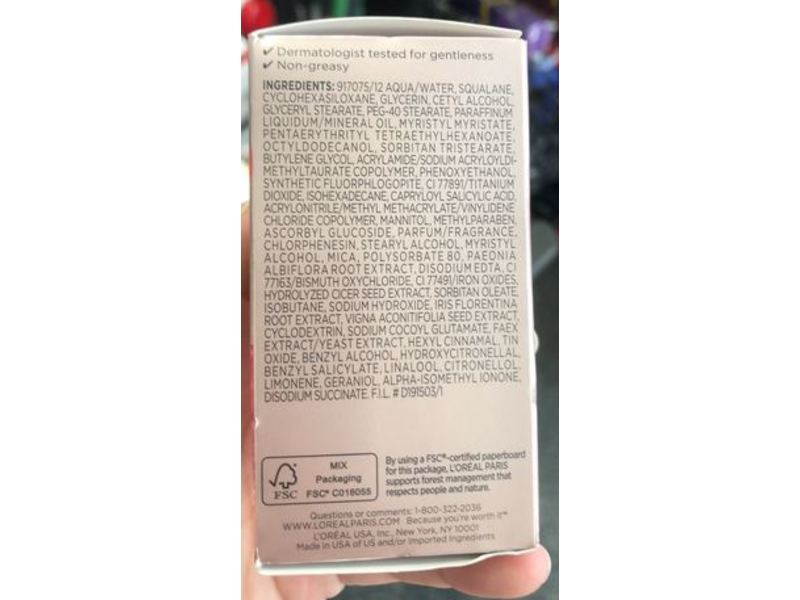 ✔ Dermatologist tested for gentleness
✔ Non-greasy
INGREDIENTS: 917075/12 AQUA/WATER, SQUALANE,
CYCLOHEXASILOXANE, GLYCERIN, CETYL ALCOHOL,
GLYCERYL STEARATE, PEG-40 STEARATE, PARAFFINUM
LIQUIDUM/MINERAL OIL, MYRISTYL MYRISTATE,
PENTAERYTHRITYL TETRAETHYLHEXANOATE,
OCTYLDODECANOL, SORBITAN TRISTEARATE,
BUTYLENE GLYCOL, ACRYLAMIDE/SODIUM ACRYLOYLDI-
METHYLTAURATE COPOLYMER, PHENOXYETHANOL,
SYNTHETIC FLUORPHLOGOPITE, CI 77891/TITANIUM
DIOXIDE, ISOHEXADECANE, CAPRYLOYL SALICYLIC ACID,
ACRYLONITRILE/METHYL METHACRYLATE/VINYLIDENE
CHLORIDE COPOLYMER, MANNITOL, METHYLPARABEN,
ASCORBYL GLUCOSIDE, PARFUM/FRAGRANCE,
CHLORPHENESIN, STEARYL ALCOHOL, MYRISTYL
ALCOHOL, MICA, POLYSORBATE 80, PAEONIA
ALBIFLORA ROOT EXTRACT, DISODIUM EDTA, CI
77163/BISMUTH OXYCHLORIDE, CI 77491/IRON OXIDES,
HYDROLYZED CICER SEED EXTRACT, SORBITAN OLEATE,
ISOBUTANE, SODIUM HYDROXIDE, IRIS FLORENTINA
ROOT EXTRACT, VIGNA ACONITIFOLIA SEED EXTRACT,
CYCLODEXTRIN, SODIUM COCOYL GLUTAMATE, FAEX
EXTRACT/YEAST EXTRACT, HEXYL CINNAMAL, TIN
OXIDE, BENZYL ALCOHOL, HYDROXYCITRONELLAL,
BENZYL SALICYLATE, LINALOOL, CITRONELLOL,
LIMONENE, GERANIOL, ALPHA-ISOMETHYL IONONE,
DISODIUM SUCCINATE. F.I.L. # D191503/1
FSC
MIX
Packaging
FSC® C016055
By using a FSC®-certified paperboard
for this package, L'ORÉAL PARIS
supports forest management that
respects people and nature.
Questions or comments: 1-800-322-2036
WWW.LOREALPARIS.COM Because you're worth it™
L'ORÉAL USA, Inc., New York, NY 10001
Made in USA of US and/or Imported Ingredients